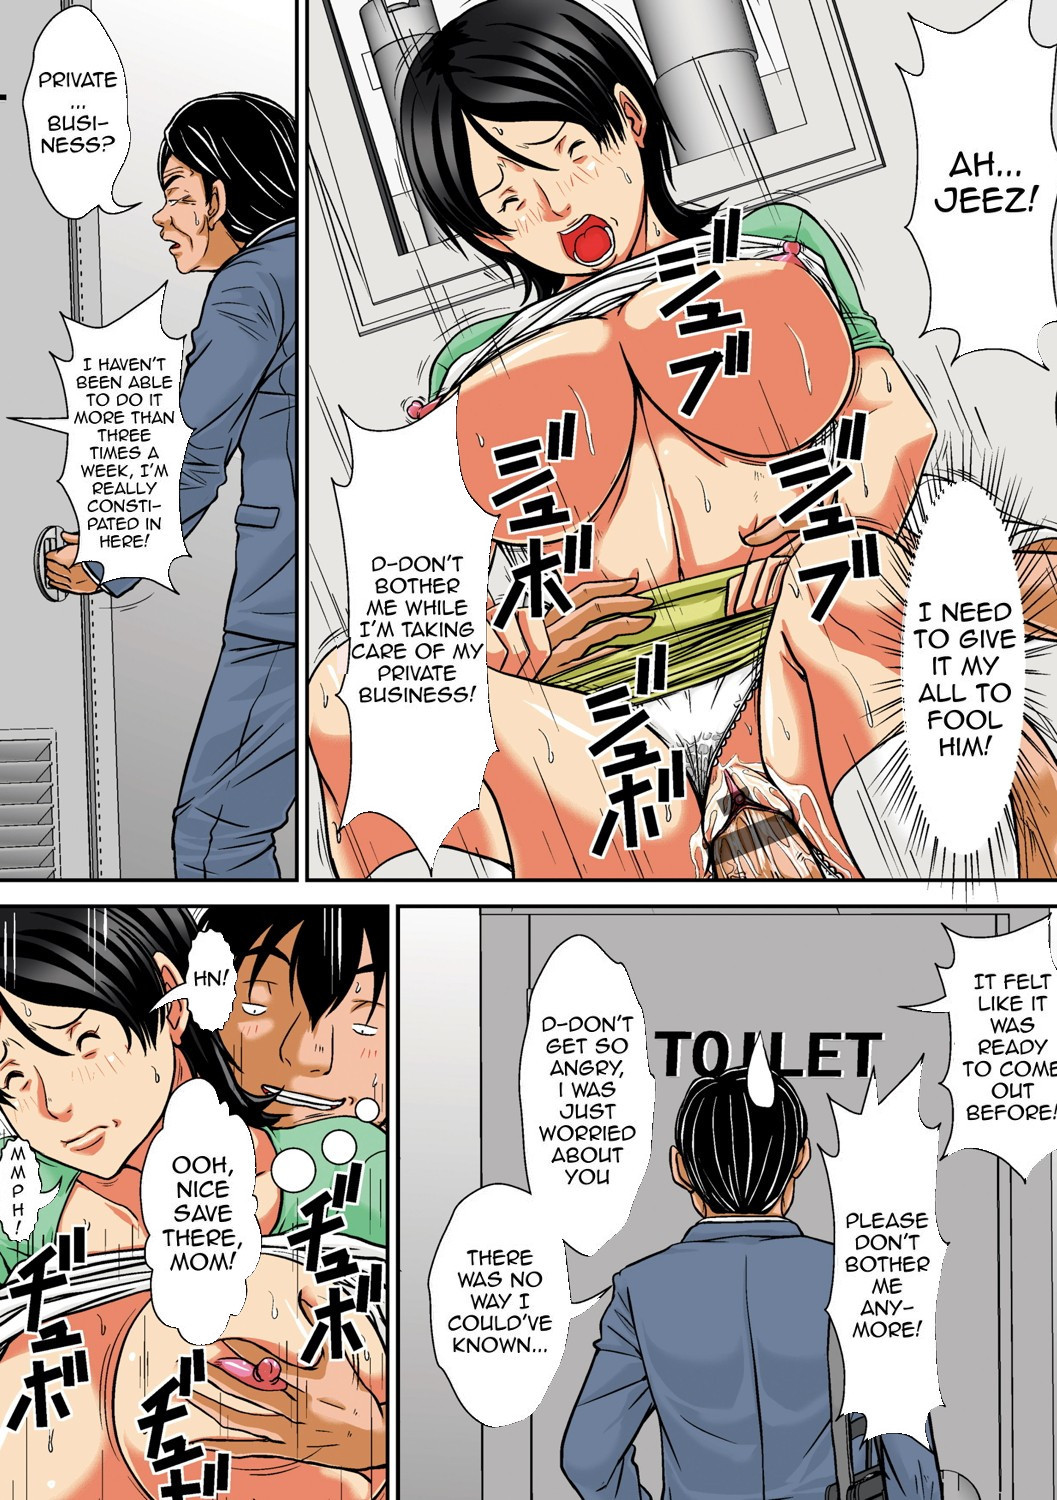 AH...
JEEZ!
I NEED
TO GIVE
IT MY
ALL TO
FOOL
HIM!
D-DON'T
BOTHER
ME WHILE
I'M TAKING
CARE OF MY
PRIVATE
BUSINESS!
ジュブ
ジュボ
ジュブ
ジュボ
PRIVATE
...
BUSI-
NESS?
I HAVEN'T
BEEN ABLE
TO DO IT
MORE THAN
THREE
TIMES A
WEEK, I'M
REALLY
CONSTI-
PATED IN
HERE!
IT FELT
LIKE IT
WAS
READY
TO COME
OUT
BEFORE!
PLEASE
DON'T
BOTHER
ME
ANY-
MORE!
TOILET
D-DON'T
GET SO
ANGRY,
I WAS
JUST
WORRIED
ABOUT
YOU
THERE
WAS NO
WAY I
COULD'VE
KNOWN...
HN!
OOH,
NICE
SAVE
THERE,
MOM!
MMPH!
ヂュボ
ヂュボ
ヂュボ